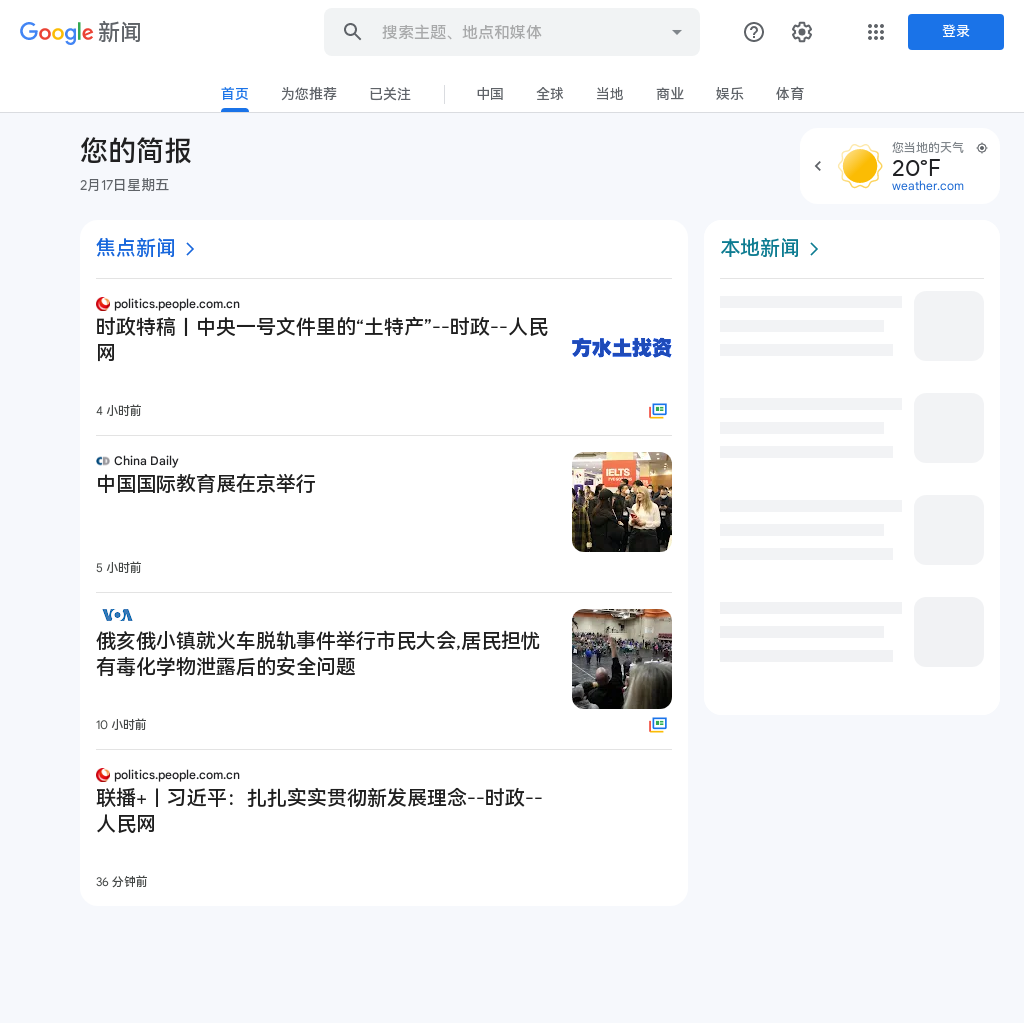 Google 新闻
搜索主题、地点和媒体
登录
首页
为您推荐
已关注
中国
全球
当地
商业
娱乐
体育
您的简报
2月17日星期五
您当地的天气
20°F
weather.com
焦点新闻
politics.people.com.cn
时政特稿丨中央一号文件里的“土特产”--时政--人民
网
方水土找资
4 小时前
China Daily
中国国际教育展在京举行
IELTS
5 小时前
VOA
俄亥俄小镇就火车脱轨事件举行市民大会,居民担忧
有毒化学物泄露后的安全问题
10 小时前
politics.people.com.cn
联播+丨习近平：扎扎实实贯彻新发展理念--时政--
人民网
36 分钟前
本地新闻